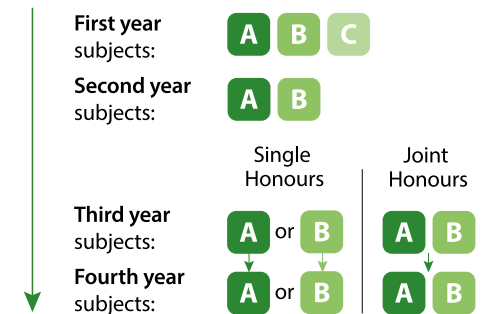 First year
subjects: A B C
Second year
subjects: A B
Single
Honours
Joint
Honours
Third year
subjects: A or B A B
Fourth year
subjects: A or B A B